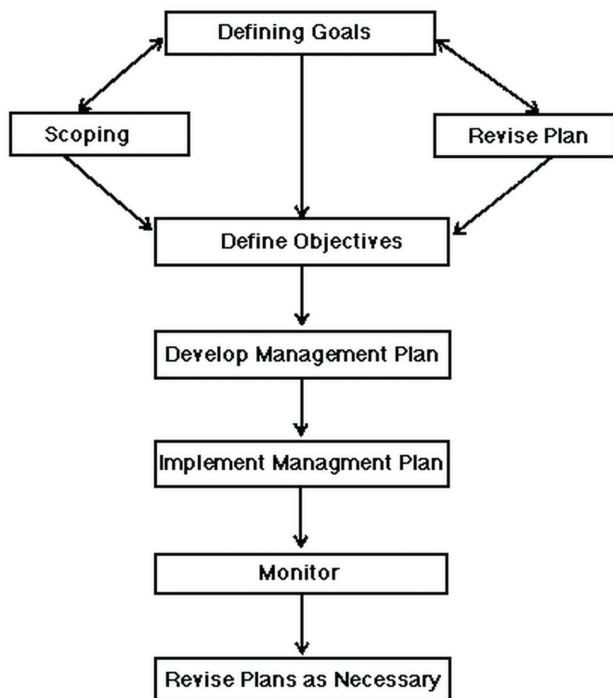 Defining Goals
Scoping
Revise Plan
Define Objectives
Develop Management Plan
Implement Managment Plan
Monitor
Revise Plans as Necessary